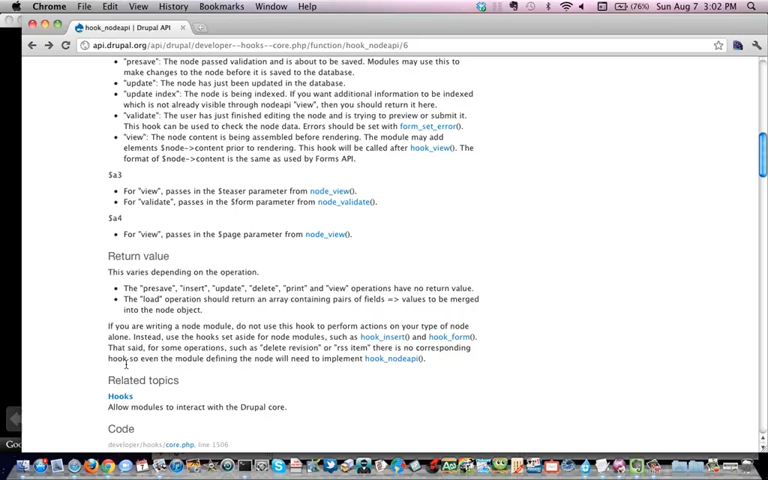 Chrome File Edit View History Bookmarks Window Help (76%) Sun Aug 7 3:02 PM
hook_nodeapi | Drupal API
api.drupal.org/api/drupal/developer--hooks--core.php/function/hook_nodeapi/6
• "presave": The node passed validation and is about to be saved. Modules may use this to
make changes to the node before it is saved to the database.
• "update": The node has just been updated in the database.
• "update index": The node is being indexed. If you want additional information to be indexed
which is not already visible through nodeapi "view", then you should return it here.
• "validate": The user has just finished editing the node and is trying to preview or submit it.
This hook can be used to check the node data. Errors should be set with form_set_error().
• "view": The node content is being assembled before rendering. The module may add
elements $node->content prior to rendering. This hook will be called after hook_view(). The
format of $node->content is the same as used by Forms API.
$a3
• For "view", passes in the $teaser parameter from node_view().
• For "validate", passes in the $form parameter from node_validate().
$a4
• For "view", passes in the $page parameter from node_view().
Return value
This varies depending on the operation.
• The "presave", "insert", "update", "delete", "print" and "view" operations have no return value.
• The "load" operation should return an array containing pairs of fields => values to be merged
into the node object.
If you are writing a node module, do not use this hook to perform actions on your type of node
alone. Instead, use the hooks set aside for node modules, such as hook_insert() and hook_form().
That said, for some operations, such as "delete revision" or "rss item" there is no corresponding
hook so even the module defining the node will need to implement hook_nodeapi().
Related topics
Hooks
Allow modules to interact with the Drupal core.
Code
developer/hooks/core.php, line 1506
Goo